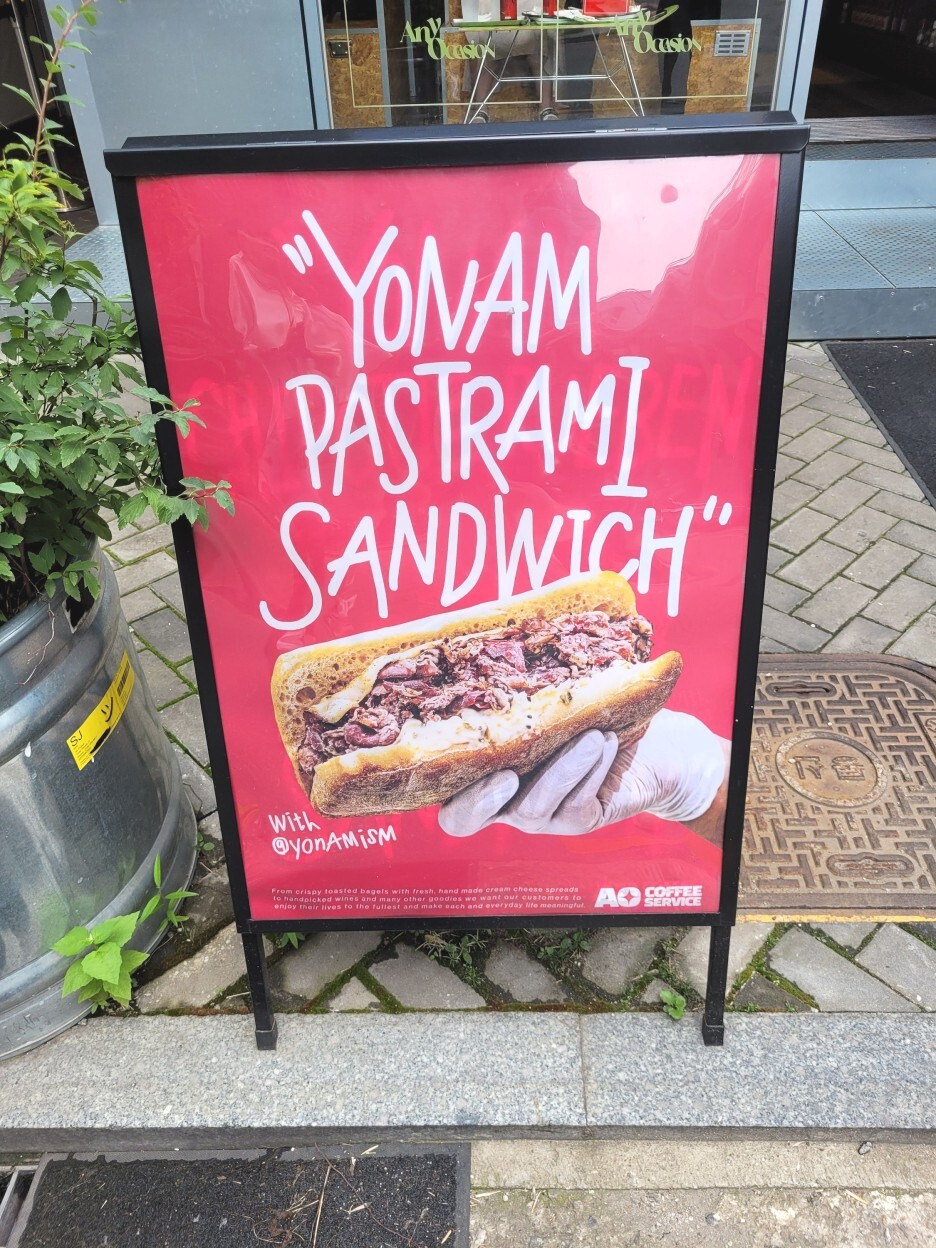 Any
Occasion
Any
Occasion
"YONAM
PASTRAMI
SANDWICH"
With
@YONAMISM
From crispy toasted bagels with fresh, hand made cream cheese spreads
to handpicked wines and many other goodies we want our customers to
enjoy their lives to the fullest and make each and everyday life meaningful.
AO COFFEE
SERVICE